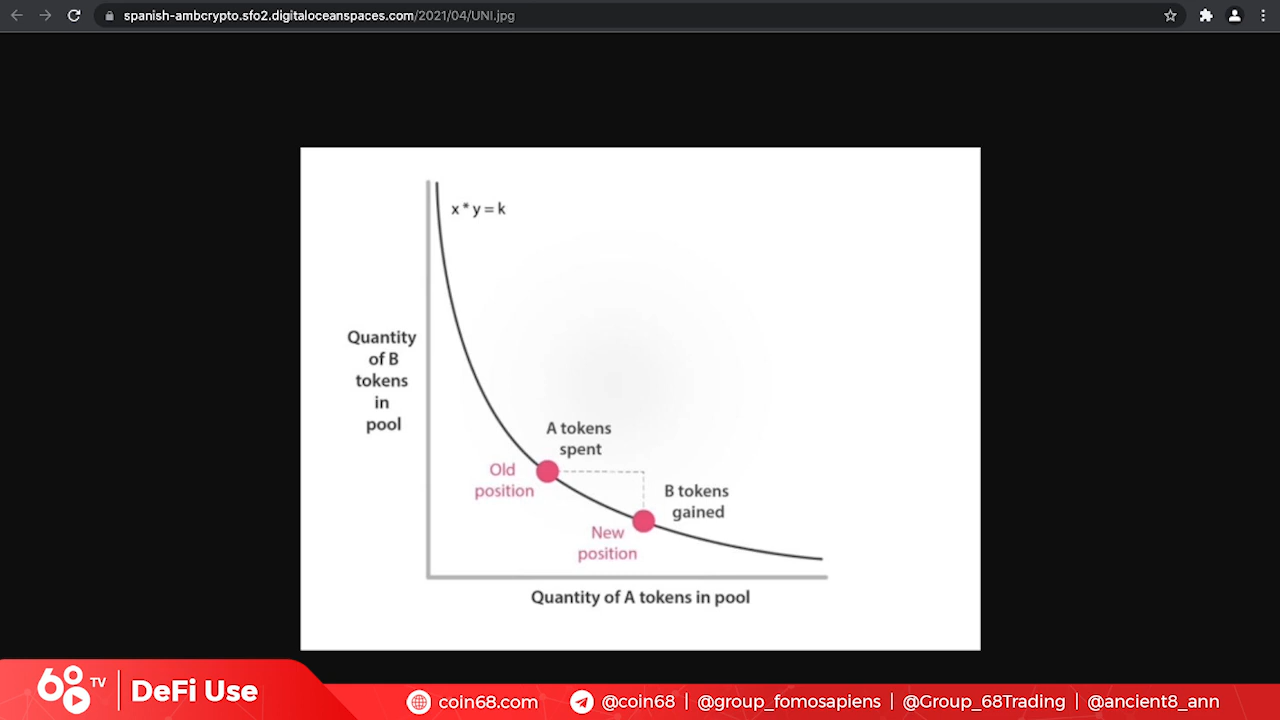 spanish-ambcrypto.sfo2.digitaloceanspaces.com/2021/04/UNI.jpg
x * y = k
Quantity
of B
tokens
in
pool
A tokens
spent
Old
position
B tokens
gained
New
position
Quantity of A tokens in pool
68 TV
DeFi Use
coin68.com
@coin68 | @group_fomosapiens | @Group_68Trading | @ancient8_ann